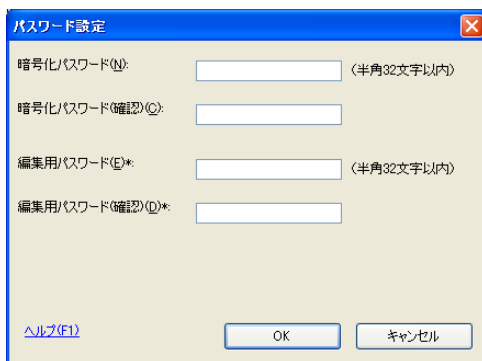 パスワード設定
暗号化パスワード(N): (半角32文字以内)
暗号化パスワード(確認)(C):
編集用パスワード(E)*: (半角32文字以内)
編集用パスワード(確認)(D)*:
ヘルプ(F1) OK キャンセル